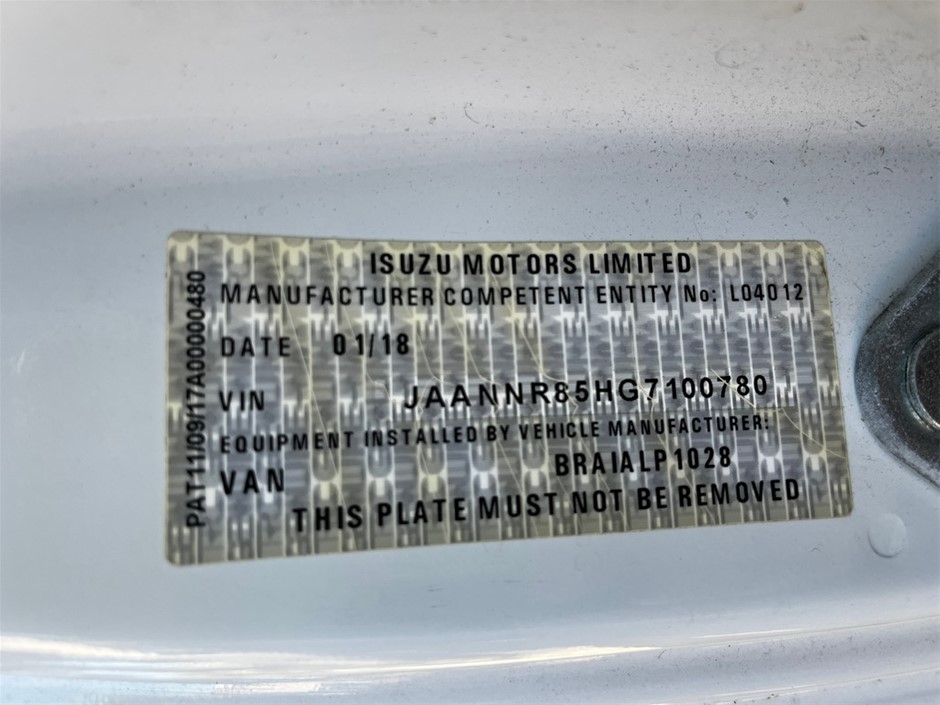 ISUZU MOTORS LIMITED
MANUFACTURER COMPETENT ENTITY No: L04012
DATE 01/18
VIN JAANNR85HG7100780
EQUIPMENT INSTALLED BY VEHICLE MANUFACTURER:
VAN BRAIALP1028
THIS PLATE MUST NOT BE REMOVED
PAT11/09/17A00000480